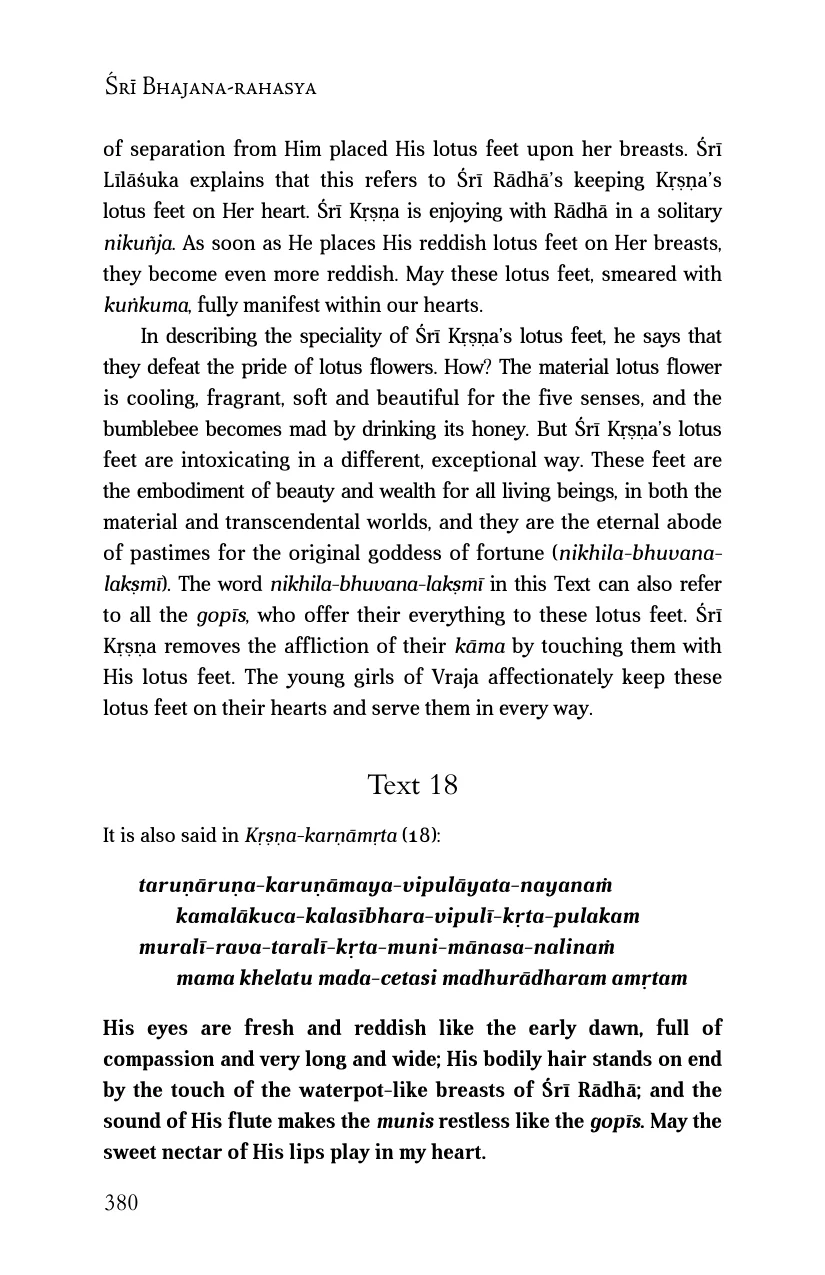 Śrī Bhajana-rahasya
of separation from Him placed His lotus feet upon her breasts. Śrī
Līlāśuka explains that this refers to Śrī Rādhā’s keeping Kṛṣṇa’s
lotus feet on Her heart. Śrī Kṛṣṇa is enjoying with Rādhā in a solitary
nikuñja. As soon as He places His reddish lotus feet on Her breasts,
they become even more reddish. May these lotus feet, smeared with
kuṅkuma, fully manifest within our hearts.
In describing the speciality of Śrī Kṛṣṇa’s lotus feet, he says that
they defeat the pride of lotus flowers. How? The material lotus flower
is cooling, fragrant, soft and beautiful for the five senses, and the
bumblebee becomes mad by drinking its honey. But Śrī Kṛṣṇa’s lotus
feet are intoxicating in a different, exceptional way. These feet are
the embodiment of beauty and wealth for all living beings, in both the
material and transcendental worlds, and they are the eternal abode
of pastimes for the original goddess of fortune (nikhila-bhuvana-
lakṣmī). The word nikhila-bhuvana-lakṣmī in this Text can also refer
to all the gopīs, who offer their everything to these lotus feet. Śrī
Kṛṣṇa removes the affliction of their kāma by touching them with
His lotus feet. The young girls of Vraja affectionately keep these
lotus feet on their hearts and serve them in every way.
Text 18
It is also said in Kṛṣṇa-karṇāmṛta (18):
taruṇāruṇa-karuṇāmaya-vipulāyata-nayanaṁ
kamalākuca-kalasībhara-vipulī-kṛta-pulakam
muralī-rava-taralī-kṛta-muni-mānasa-nalinaṁ
mama khelatu mada-cetasi madhurādharam amṛtam
His eyes are fresh and reddish like the early dawn, full of
compassion and very long and wide; His bodily hair stands on end
by the touch of the waterpot-like breasts of Śrī Rādhā; and the
sound of His flute makes the munis restless like the gopīs. May the
sweet nectar of His lips play in my heart.
380